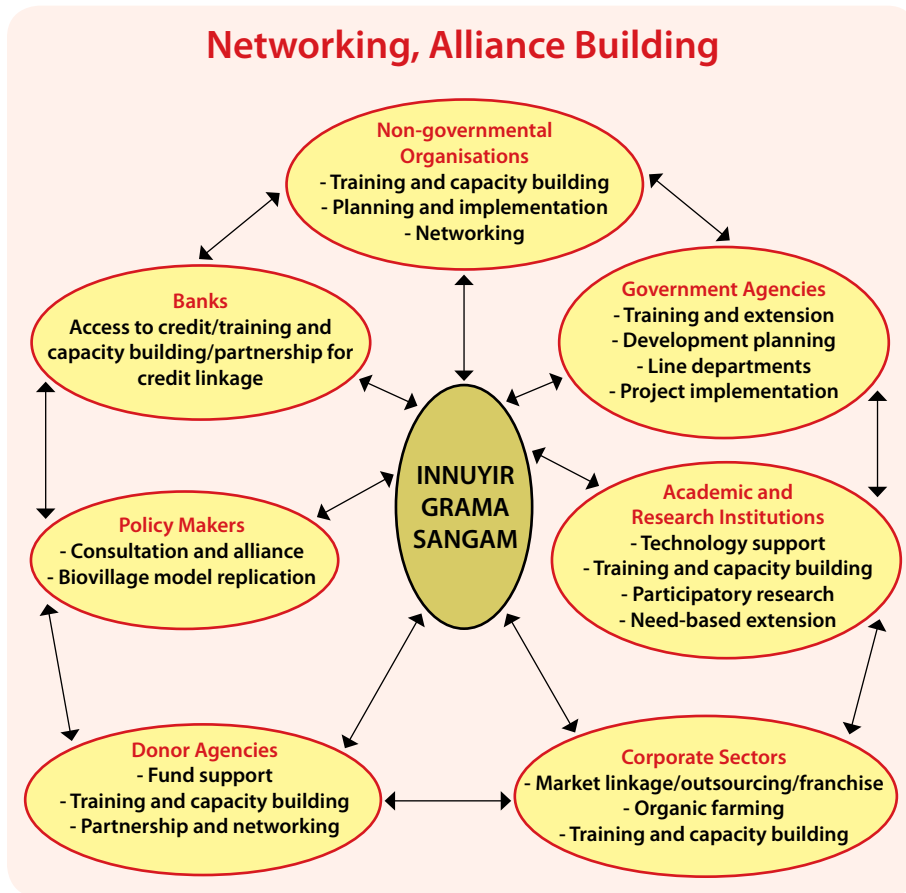 Networking, Alliance Building
Non-governmental
Organisations
- Training and capacity building
- Planning and implementation
- Networking
Banks
Access to credit/training and
capacity building/partnership for
credit linkage
Government Agencies
- Training and extension
- Development planning
- Line departments
- Project implementation
INNUYIR
GRAMA
SANGAM
Policy Makers
- Consultation and alliance
- Biovillage model replication
Academic and
Research Institutions
- Technology support
- Training and capacity building
- Participatory research
- Need-based extension
Donor Agencies
- Fund support
- Training and capacity building
- Partnership and networking
Corporate Sectors
- Market linkage/outsourcing/franchise
- Organic farming
- Training and capacity building